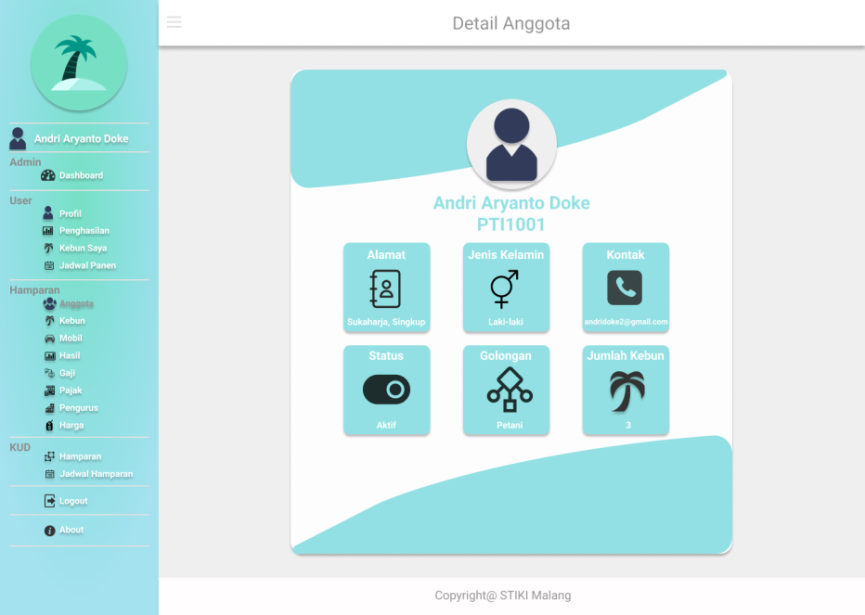 Detail Anggota
Andri Aryanto Doke
Admin
Dashboard
User
Profil
Penghasilan
Kebun Saya
Jadwal Panen
Hamparan
Anggota
Kebun
Mobil
Hasil
Gaji
Pajak
Pengurus
Harga
KUD
Hamparan
Jadwal Hamparan
Logout
About
Andri Aryanto Doke
PTI1001
Alamat
Sukaharja, Singkup
Jenis Kelamin
Laki-laki
Kontak
andridoke2@gmail.com
Status
Aktif
Golongan
Petani
Jumlah Kebun
3
Copyright@ STIKI Malang